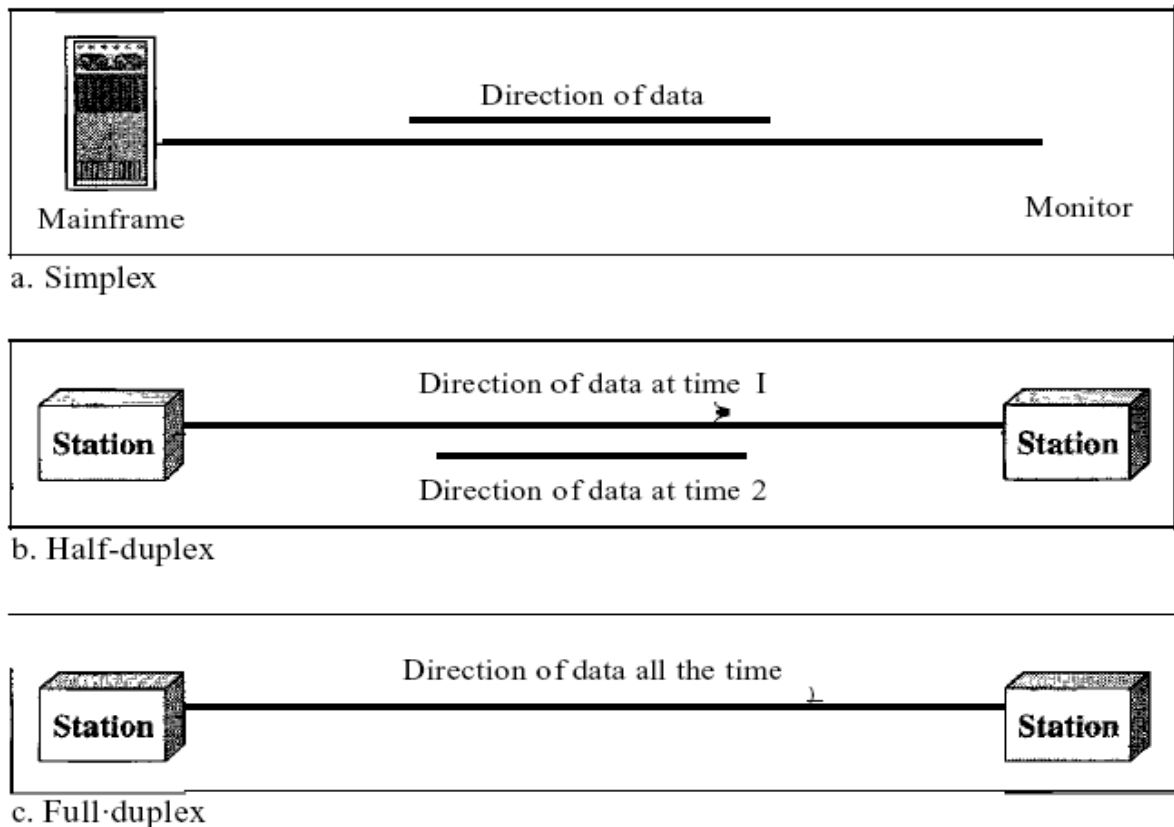 Direction of data
Mainframe
Monitor
a. Simplex
Direction of data at time I
Station
Station
Direction of data at time 2
b. Half-duplex
Direction of data all the time
Station
Station
c. Full·duplex